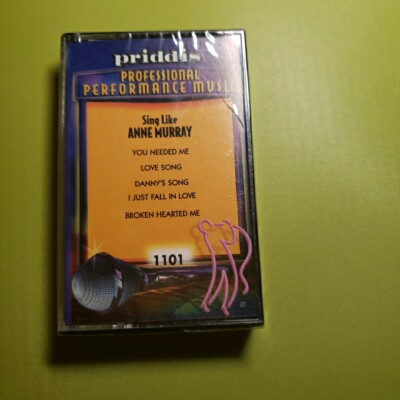 priddis
PROFESSIONAL
PERFORMANCE MUSIC
Sing Like
ANNE MURRAY
YOU NEEDED ME
LOVE SONG
DANNY'S SONG
I JUST FALL IN LOVE
BROKEN HEARTED ME
1101